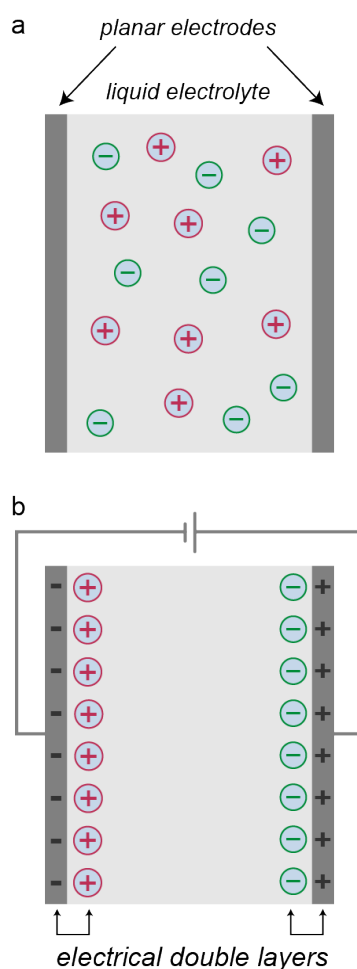 a
planar electrodes
liquid electrolyte
− + − +
+ + −
− −
+ + +
− + − −
b
- + − +
- + − +
- + − +
- + − +
- + − +
- + − +
- + − +
- + − +
electrical double layers